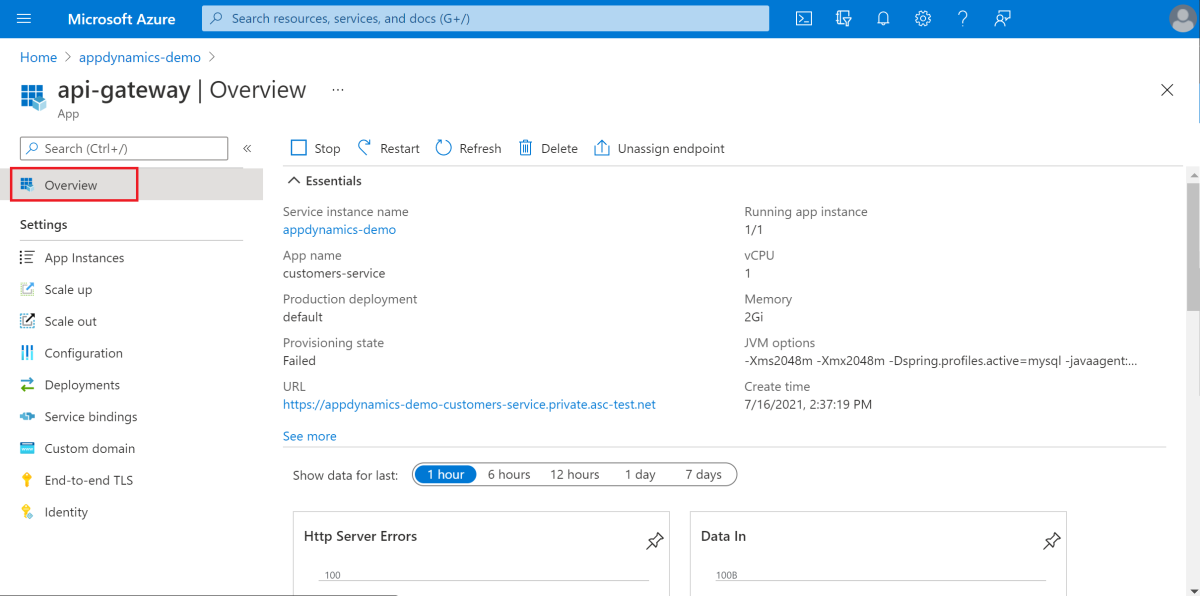 Microsoft Azure
Search resources, services, and docs (G+/)
Home > appdynamics-demo >
api-gateway | Overview ...
App
Search (Ctrl+/)
«
Stop
Restart
Refresh
Delete
Unassign endpoint
Overview
Settings
App Instances
Scale up
Scale out
Configuration
Deployments
Service bindings
Custom domain
End-to-end TLS
Identity
Essentials
Service instance name
appdynamics-demo
App name
customers-service
Production deployment
default
Provisioning state
Failed
URL
https://appdynamics-demo-customers-service.private.asc-test.net
See more
Running app instance
1/1
vCPU
1
Memory
2Gi
JVM options
-Xms2048m -Xmx2048m -Dspring.profiles.active=mysql -javaagent:...
Create time
7/16/2021, 2:37:19 PM
Show data for last:
1 hour
6 hours
12 hours
1 day
7 days
Http Server Errors
100
Data In
100B